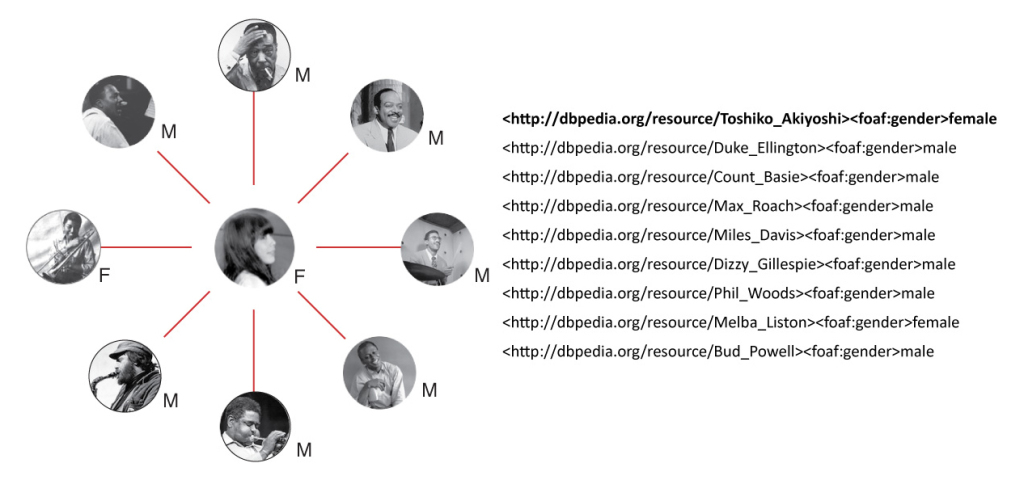 M
M
M
M
F
F
M
M
M
M
<http://dbpedia.org/resource/Toshiko_Akiyoshi><foaf:gender>female
<http://dbpedia.org/resource/Duke_Ellington><foaf:gender>male
<http://dbpedia.org/resource/Count_Basie><foaf:gender>male
<http://dbpedia.org/resource/Max_Roach><foaf:gender>male
<http://dbpedia.org/resource/Miles_Davis><foaf:gender>male
<http://dbpedia.org/resource/Dizzy_Gillespie><foaf:gender>male
<http://dbpedia.org/resource/Phil_Woods><foaf:gender>male
<http://dbpedia.org/resource/Melba_Liston><foaf:gender>female
<http://dbpedia.org/resource/Bud_Powell><foaf:gender>male